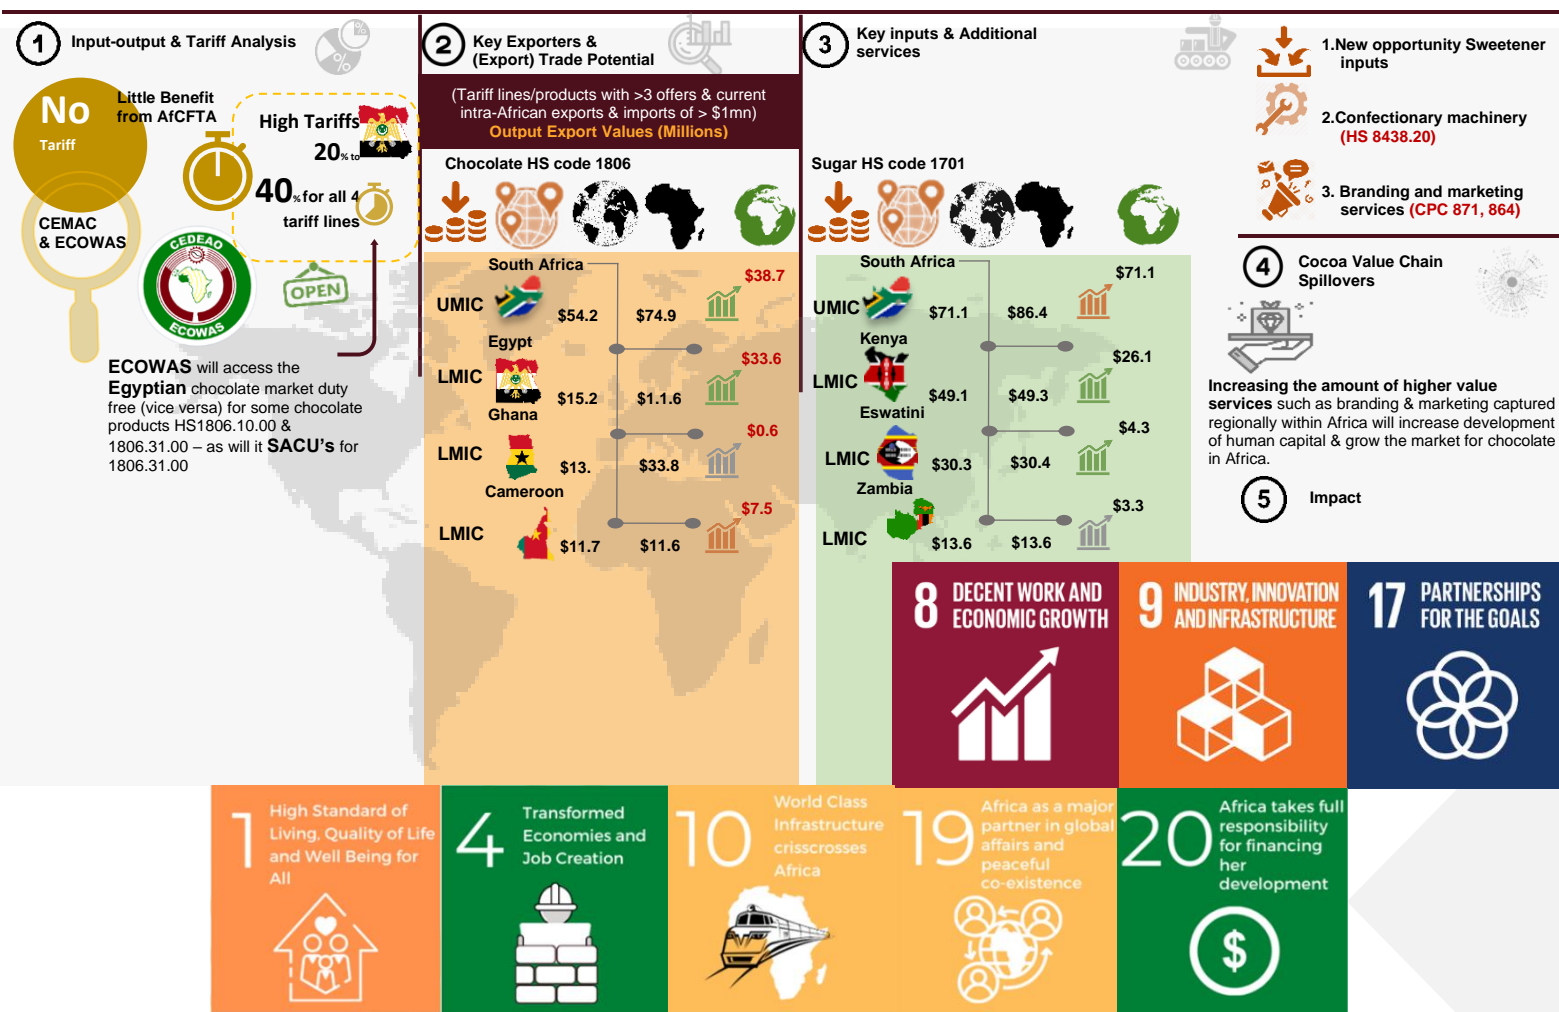 1
Input-output & Tariff Analysis
%
%
No
Tariff
Little Benefit
from AfCFTA
High Tariffs
20% to
40% for all 4
tariff lines
CEMAC
& ECOWAS
CEDEAO
ECOWAS
OPEN
ECOWAS will access the
Egyptian chocolate market duty
free (vice versa) for some chocolate
products HS1806.10.00 &
1806.31.00 – as will it SACU's for
1806.31.00
2
Key Exporters &
(Export) Trade Potential
(Tariff lines/products with >3 offers & current
intra-African exports & imports of > $1mn)
Output Export Values (Millions)
Chocolate HS code 1806
South Africa
UMIC
$54.2
$74.9
$38.7
Egypt
LMIC
$15.2
$1.1.6
$33.6
Ghana
LMIC
$13.
$33.8
$0.6
Cameroon
LMIC
$11.7
$11.6
$7.5
3
Key inputs & Additional
services
Sugar HS code 1701
South Africa
UMIC
$71.1
$86.4
$71.1
Kenya
LMIC
$49.1
$49.3
$26.1
Eswatini
LMIC
$30.3
$30.4
$4.3
Zambia
LMIC
$13.6
$13.6
$3.3
1.New opportunity Sweetener
inputs
2.Confectionary machinery
(HS 8438.20)
3. Branding and marketing
services (CPC 871, 864)
4
Cocoa Value Chain
Spillovers
Increasing the amount of higher value
services such as branding & marketing captured
regionally within Africa will increase development
of human capital & grow the market for chocolate
in Africa.
5
Impact
8 DECENT WORK AND
ECONOMIC GROWTH
9 INDUSTRY, INNOVATION
AND INFRASTRUCTURE
17 PARTNERSHIPS
FOR THE GOALS
1
High Standard of
Living, Quality of Life
and Well Being for
All
4
Transformed
Economies and
Job Creation
10
World Class
Infrastructure
crisscrosses
Africa
19
Africa as a major
partner in global
affairs and
peaceful
co-existence
20
Africa takes full
responsibility
for financing
her
development
$